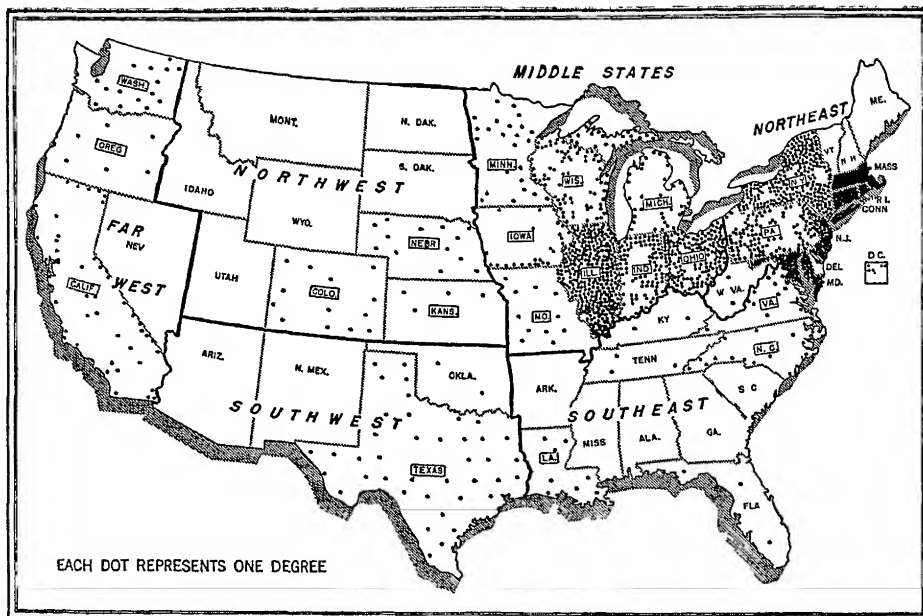 MIDDLE STATES
NORTHEAST
WASH.
MONT.
N. DAK.
MINN.
ME.
VT
N H
MASS
OREG
IDAHO
NORTHWEST
S. DAK.
WIS.
MICH.
N.Y.
R I.
CONN
WYO.
FAR
WEST
NEV
NEBR
IOWA
PA
N.J.
D.C.
CALIF.
UTAH
COLO.
KANS.
MO.
ILL.
IND
OHIO
W VA.
DEL
MD.
VA.
KY
ARIZ.
N. MEX.
OKLA.
ARK.
TENN
N. C.
S C
SOUTHWEST
SOUTHEAST
TEXAS
LA.
MISS
ALA.
GA.
FLA
EACH DOT REPRESENTS ONE DEGREE